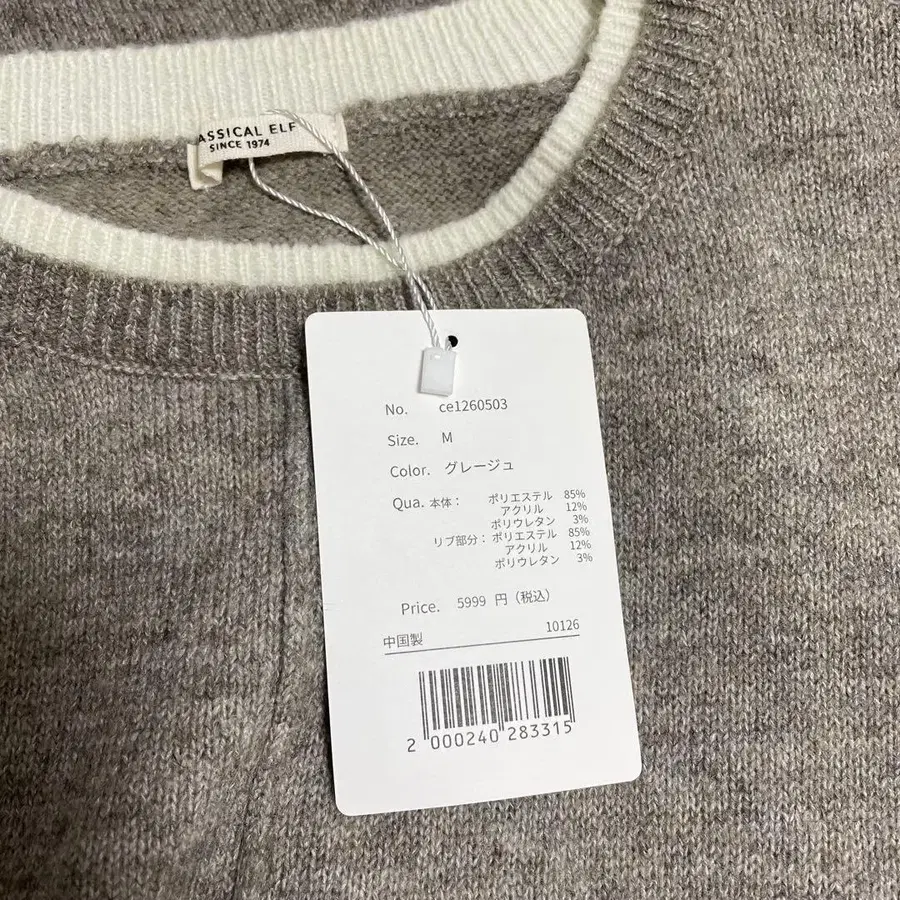 ASSICAL ELF
SINCE 1974
No. ce1260503
Size. M
Color. グレージュ
Qua. 本体： ポリエステル 85%
アクリル 12%
ポリウレタン 3%
リブ部分： ポリエステル 85%
アクリル 12%
ポリウレタン 3%
Price. 5999 円（税込）
中国製 10126
2 000240 283315